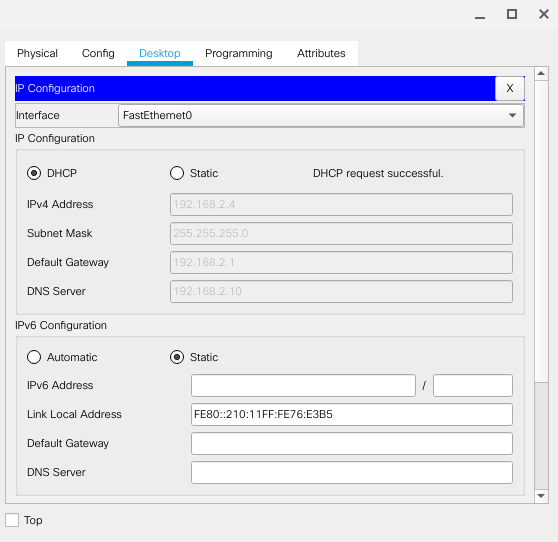 Physical Config Desktop Programming Attributes
IP Configuration X
Interface FastEthernet0
IP Configuration
DHCP Static DHCP request successful.
IPv4 Address 192.168.2.4
Subnet Mask 255.255.255.0
Default Gateway 192.168.2.1
DNS Server 192.168.2.10
IPv6 Configuration
Automatic Static
IPv6 Address /
Link Local Address FE80::210:11FF:FE76:E3B5
Default Gateway
DNS Server
Top